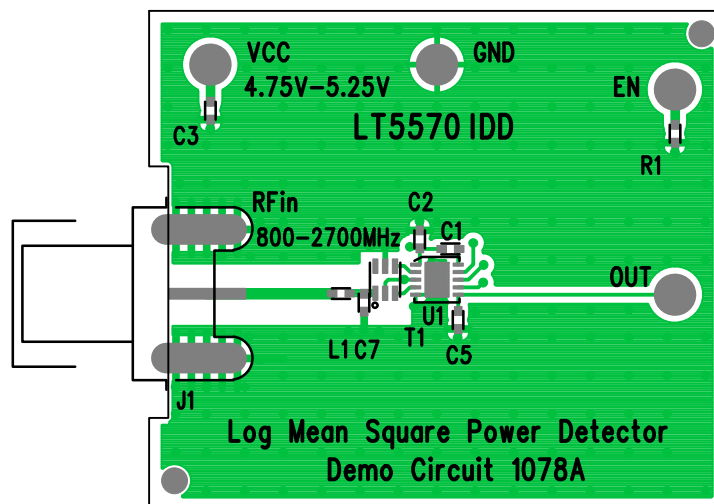 VCC
4.75V-5.25V
GND
EN
LT5570 IDD
C3
R1
RFin
800-2700MHz
C2
C1
OUT
U1
T1
L1 C7
C5
J1
Log Mean Square Power Detector
Demo Circuit 1078A